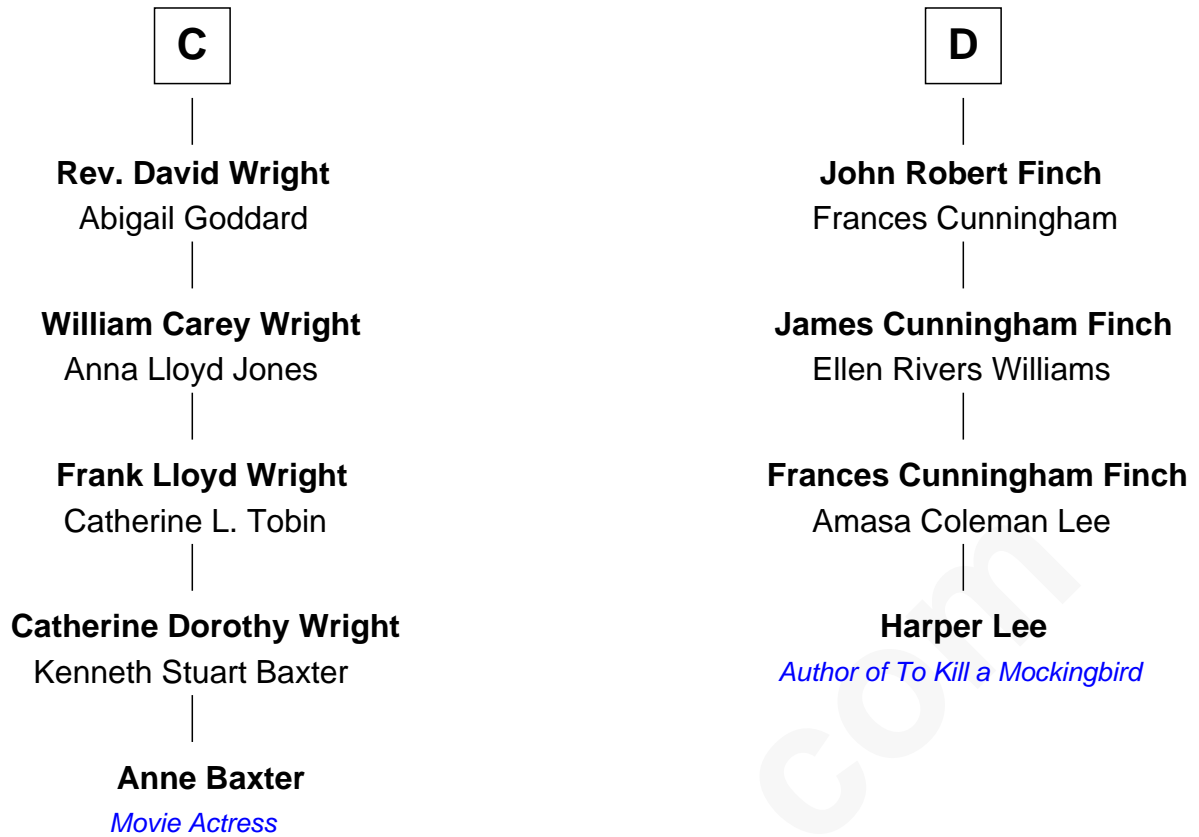 C
Rev. David Wright
Abigail Goddard
William Carey Wright
Anna Lloyd Jones
Frank Lloyd Wright
Catherine L. Tobin
Catherine Dorothy Wright
Kenneth Stuart Baxter
Anne Baxter
Movie Actress
D
John Robert Finch
Frances Cunningham
James Cunningham Finch
Ellen Rivers Williams
Frances Cunningham Finch
Amasa Coleman Lee
Harper Lee
Author of To Kill a Mockingbird
com